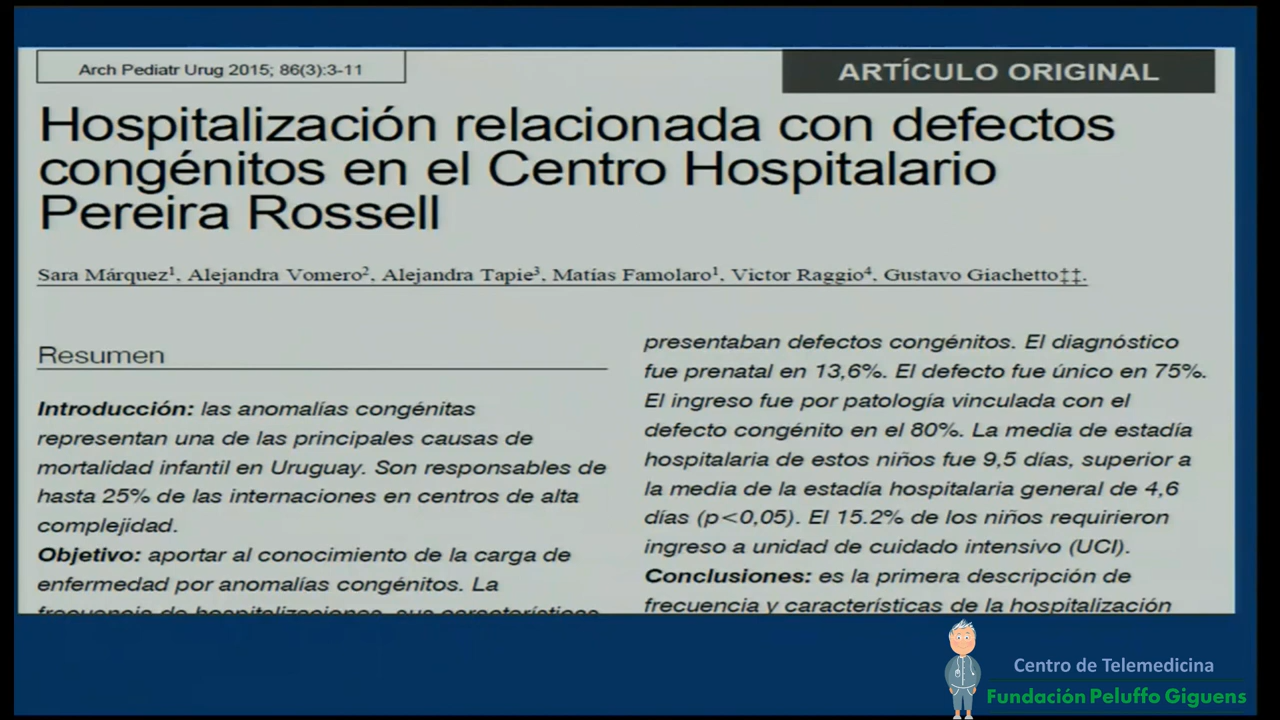 Arch Pediatr Urug 2015; 86(3):3-11
ARTÍCULO ORIGINAL
Hospitalización relacionada con defectos
congénitos en el Centro Hospitalario
Pereira Rossell
Sara Márquez¹, Alejandra Vomero², Alejandra Tapie³, Matías Famolaro¹, Victor Raggio⁴, Gustavo Giachetto‡‡.
Resumen
Introducción: las anomalías congénitas
representan una de las principales causas de
mortalidad infantil en Uruguay. Son responsables de
hasta 25% de las internaciones en centros de alta
complejidad.
Objetivo: aportar al conocimiento de la carga de
enfermedad por anomalías congénitos. La
frecuencia de hospitalizaciones, sus características
presentaban defectos congénitos. El diagnóstico
fue prenatal en 13,6%. El defecto fue único en 75%.
El ingreso fue por patología vinculada con el
defecto congénito en el 80%. La media de estadía
hospitalaria de estos niños fue 9,5 días, superior a
la media de la estadía hospitalaria general de 4,6
días (p<0,05). El 15.2% de los niños requirieron
ingreso a unidad de cuidado intensivo (UCI).
Conclusiones: es la primera descripción de
frecuencia y características de la hospitalización
Centro de Telemedicina
Fundación Peluffo Giguens